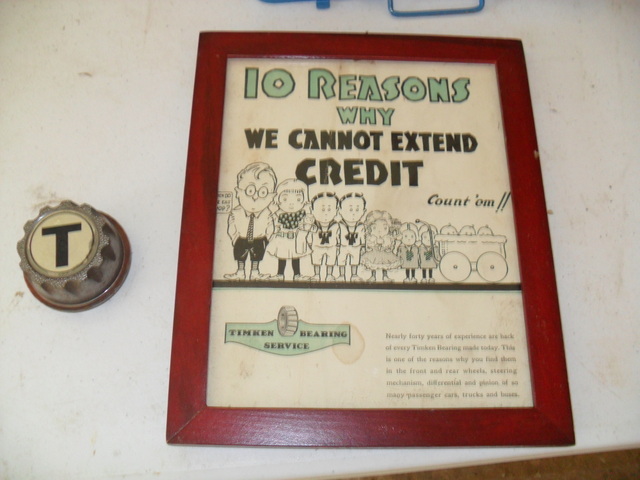 10 REASONS
WHY
WE CANNOT EXTEND
CREDIT
Count 'em!!
T
TIMKEN BEARING
SERVICE
Nearly forty years of experience are back
of every Timken Bearing made today. This
is one of the reasons why you find them
in the front and rear wheels, steering
mechanism, differential and pinion of so
many passenger cars, trucks and buses.